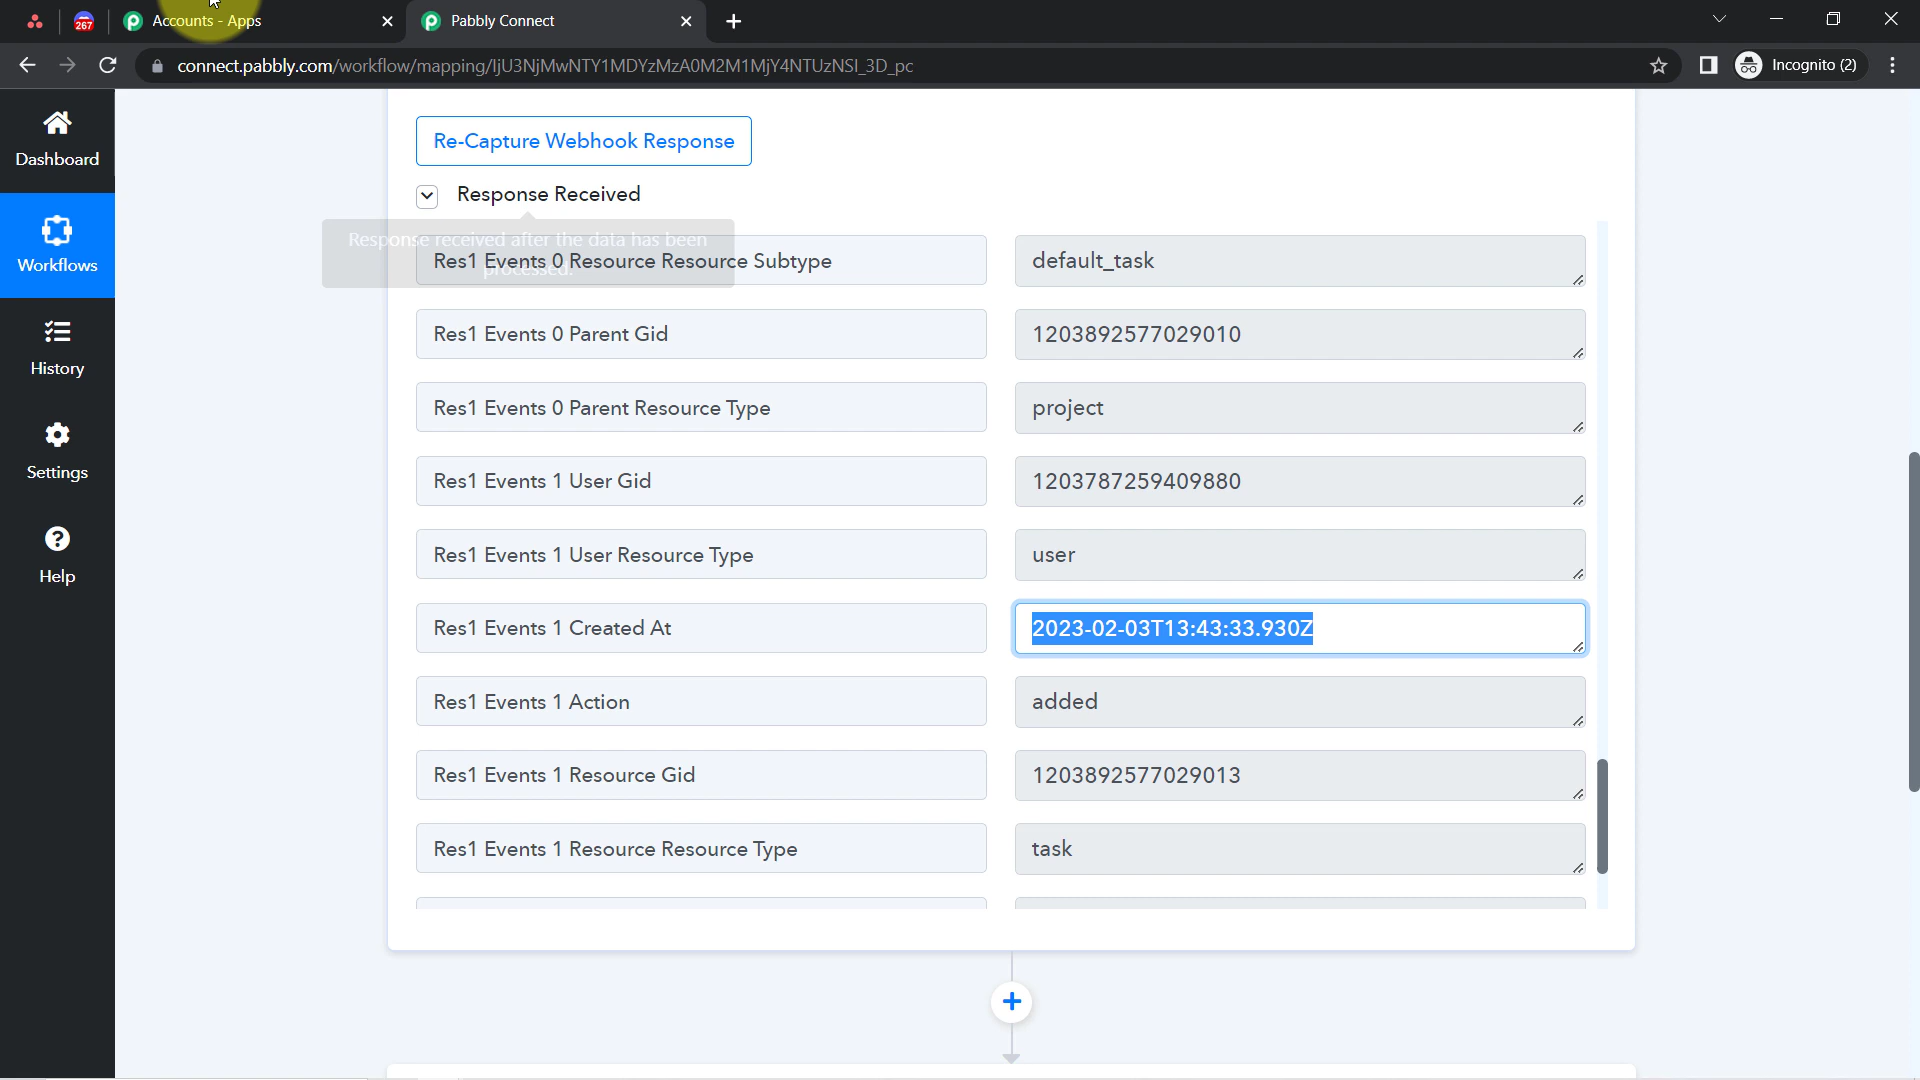 267
Accounts - Apps
Pabbly Connect
connect.pabbly.com/workflow/mapping/IjU3NjMwNTY1MDYzMzA0M2M1MjY4NTUzNSI_3D_pc
Incognito (2)
Dashboard
Workflows
History
Settings
Help
Re-Capture Webhook Response
Response Received
Response received after the data has been
processed.
Res1 Events 0 Resource Resource Subtype
default_task
Res1 Events 0 Parent Gid
1203892577029010
Res1 Events 0 Parent Resource Type
project
Res1 Events 1 User Gid
1203787259409880
Res1 Events 1 User Resource Type
user
Res1 Events 1 Created At
2023-02-03T13:43:33.930Z
Res1 Events 1 Action
added
Res1 Events 1 Resource Gid
1203892577029013
Res1 Events 1 Resource Resource Type
task